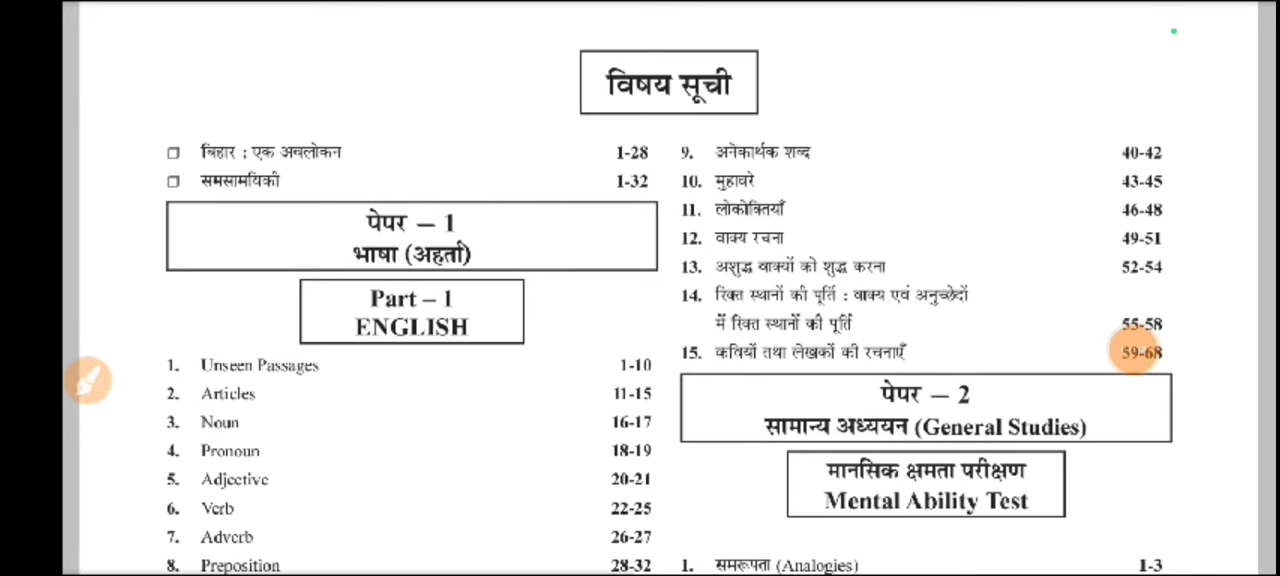 विषय सूची
❒ बिहार : एक अवलोकन 1-28
❒ समसामयिकी 1-32
पेपर – 1
भाषा (अहर्ता)
Part – 1
ENGLISH
1. Unseen Passages 1-10
2. Articles 11-15
3. Noun 16-17
4. Pronoun 18-19
5. Adjective 20-21
6. Verb 22-25
7. Adverb 26-27
8. Preposition 28-32
9. अनेकार्थक शब्द 40-42
10. मुहावरे 43-45
11. लोकोक्तियाँ 46-48
12. वाक्य रचना 49-51
13. अशुद्ध वाक्यों को शुद्ध करना 52-54
14. रिक्त स्थानों की पूर्ति : वाक्य एवं अनुच्छेदों
में रिक्त स्थानों की पूर्ति 55-58
15. कवियों तथा लेखकों की रचनाएँ 59-68
पेपर – 2
सामान्य अध्ययन (General Studies)
मानसिक क्षमता परीक्षण
Mental Ability Test
1. समरूपता (Analogies) 1-3